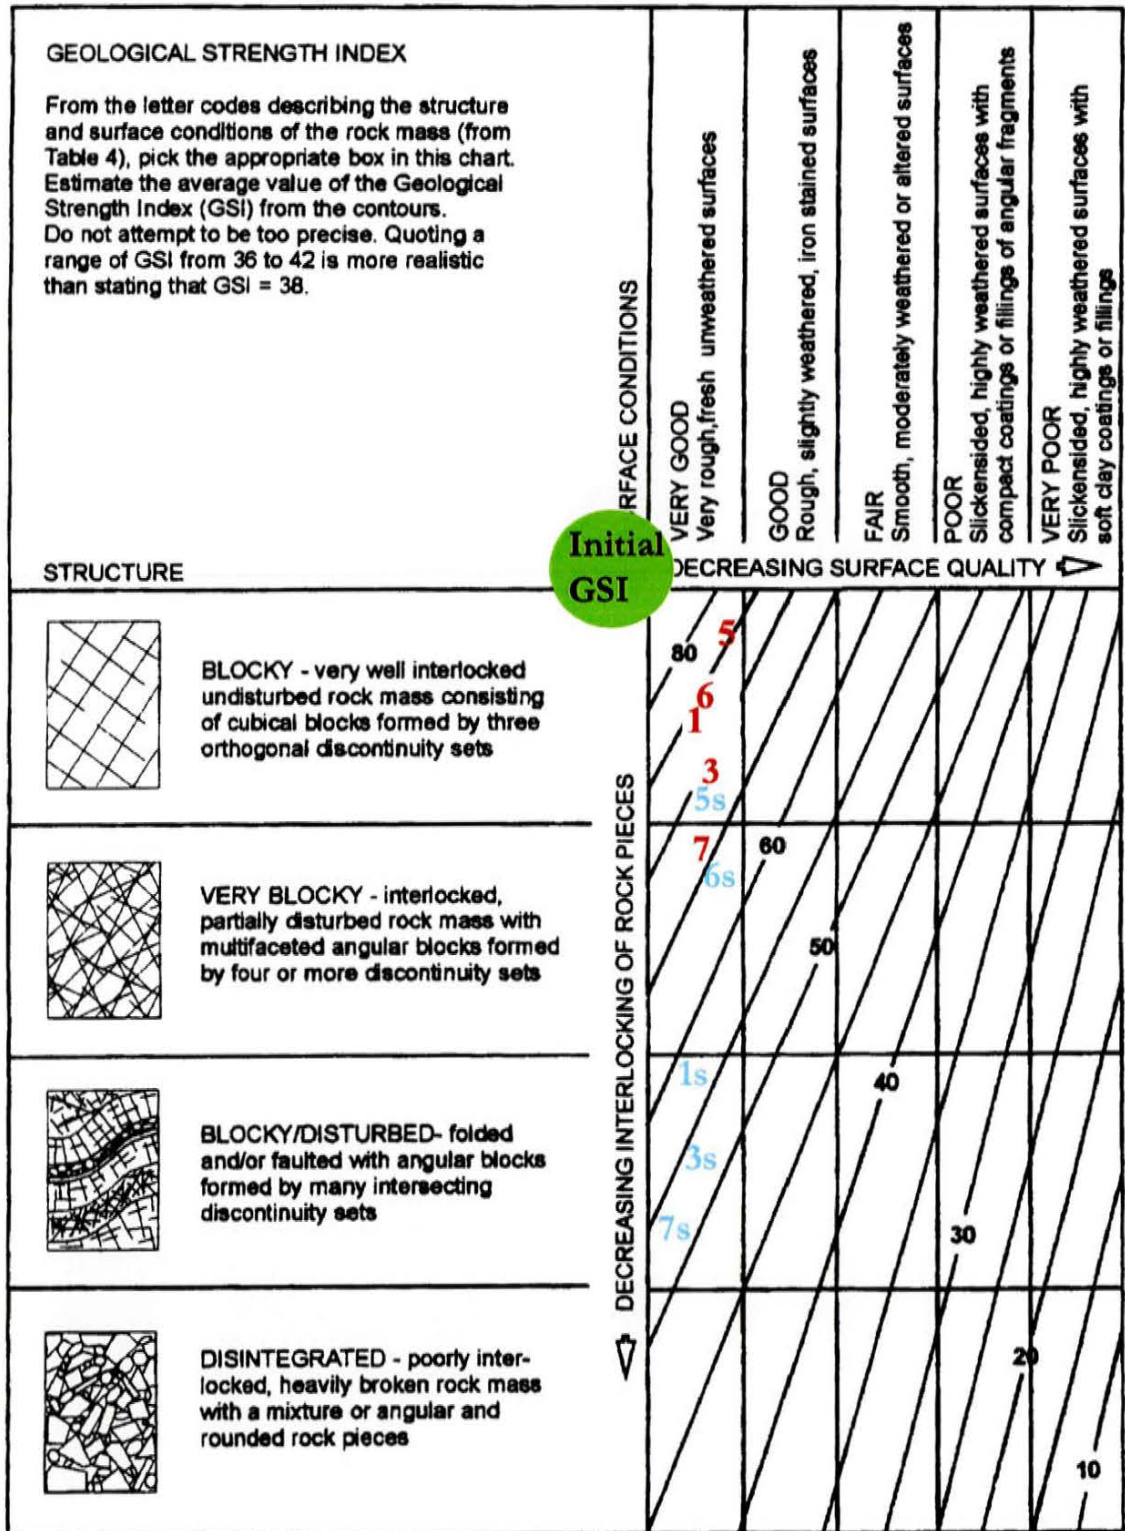 GEOLOGICAL STRENGTH INDEX
From the letter codes describing the structure
and surface conditions of the rock mass (from
Table 4), pick the appropriate box in this chart.
Estimate the average value of the Geological
Strength Index (GSI) from the contours.
Do not attempt to be too precise. Quoting a
range of GSI from 36 to 42 is more realistic
than stating that GSI = 38.
RFACE CONDITIONS
VERY GOOD
Very rough,fresh unweathered surfaces
GOOD
Rough, slightly weathered, iron stained surfaces
FAIR
Smooth, moderately weathered or altered surfaces
POOR
Slickensided, highly weathered surfaces with
compact coatings or fillings of angular fragments
VERY POOR
Slickensided, highly weathered surfaces with
soft clay coatings or fillings
Initial
GSI
STRUCTURE
DECREASING SURFACE QUALITY
BLOCKY - very well interlocked
undisturbed rock mass consisting
of cubical blocks formed by three
orthogonal discontinuity sets
VERY BLOCKY - interlocked,
partially disturbed rock mass with
multifaceted angular blocks formed
by four or more discontinuity sets
BLOCKY/DISTURBED- folded
and/or faulted with angular blocks
formed by many intersecting
discontinuity sets
DISINTEGRATED - poorly inter-
locked, heavily broken rock mass
with a mixture or angular and
rounded rock pieces
DECREASING INTERLOCKING OF ROCK PIECES
5
80
6
1
3
5s
7
60
6s
50
1s
40
3s
7s
30
20
10